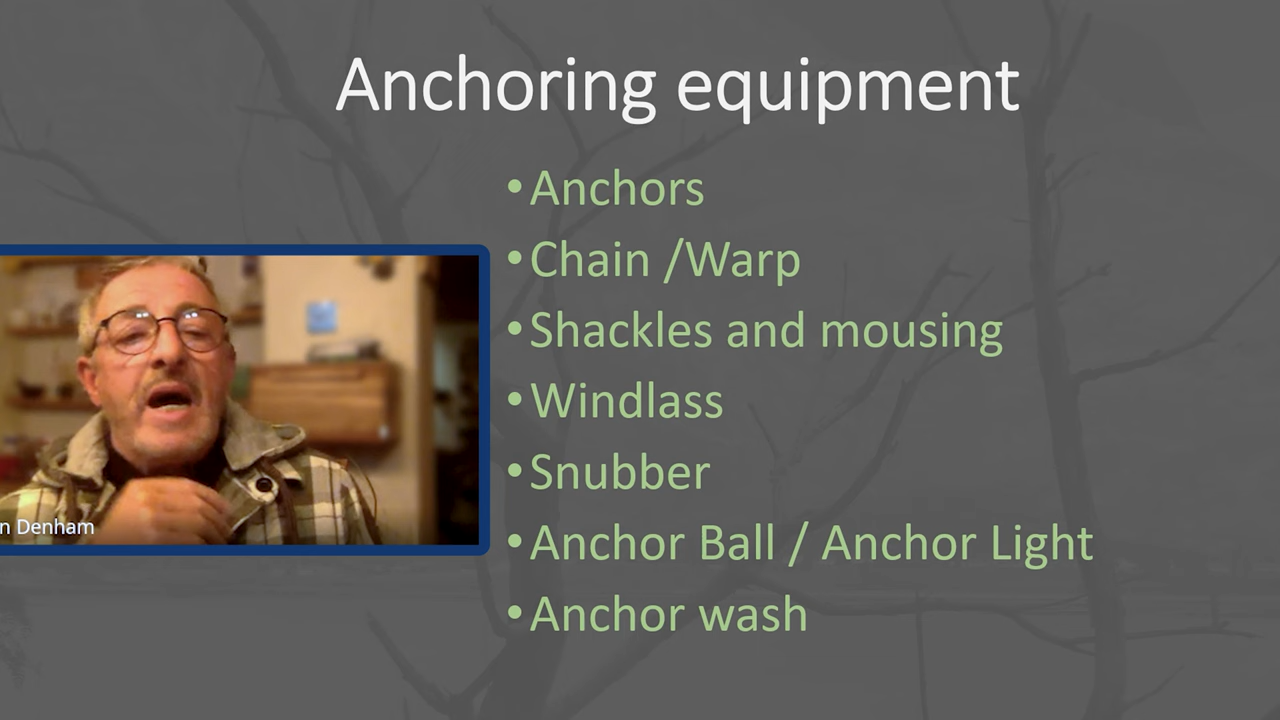 Anchoring equipment
•Anchors
•Chain /Warp
•Shackles and mousing
•Windlass
•Snubber
•Anchor Ball / Anchor Light
•Anchor wash
n Denham